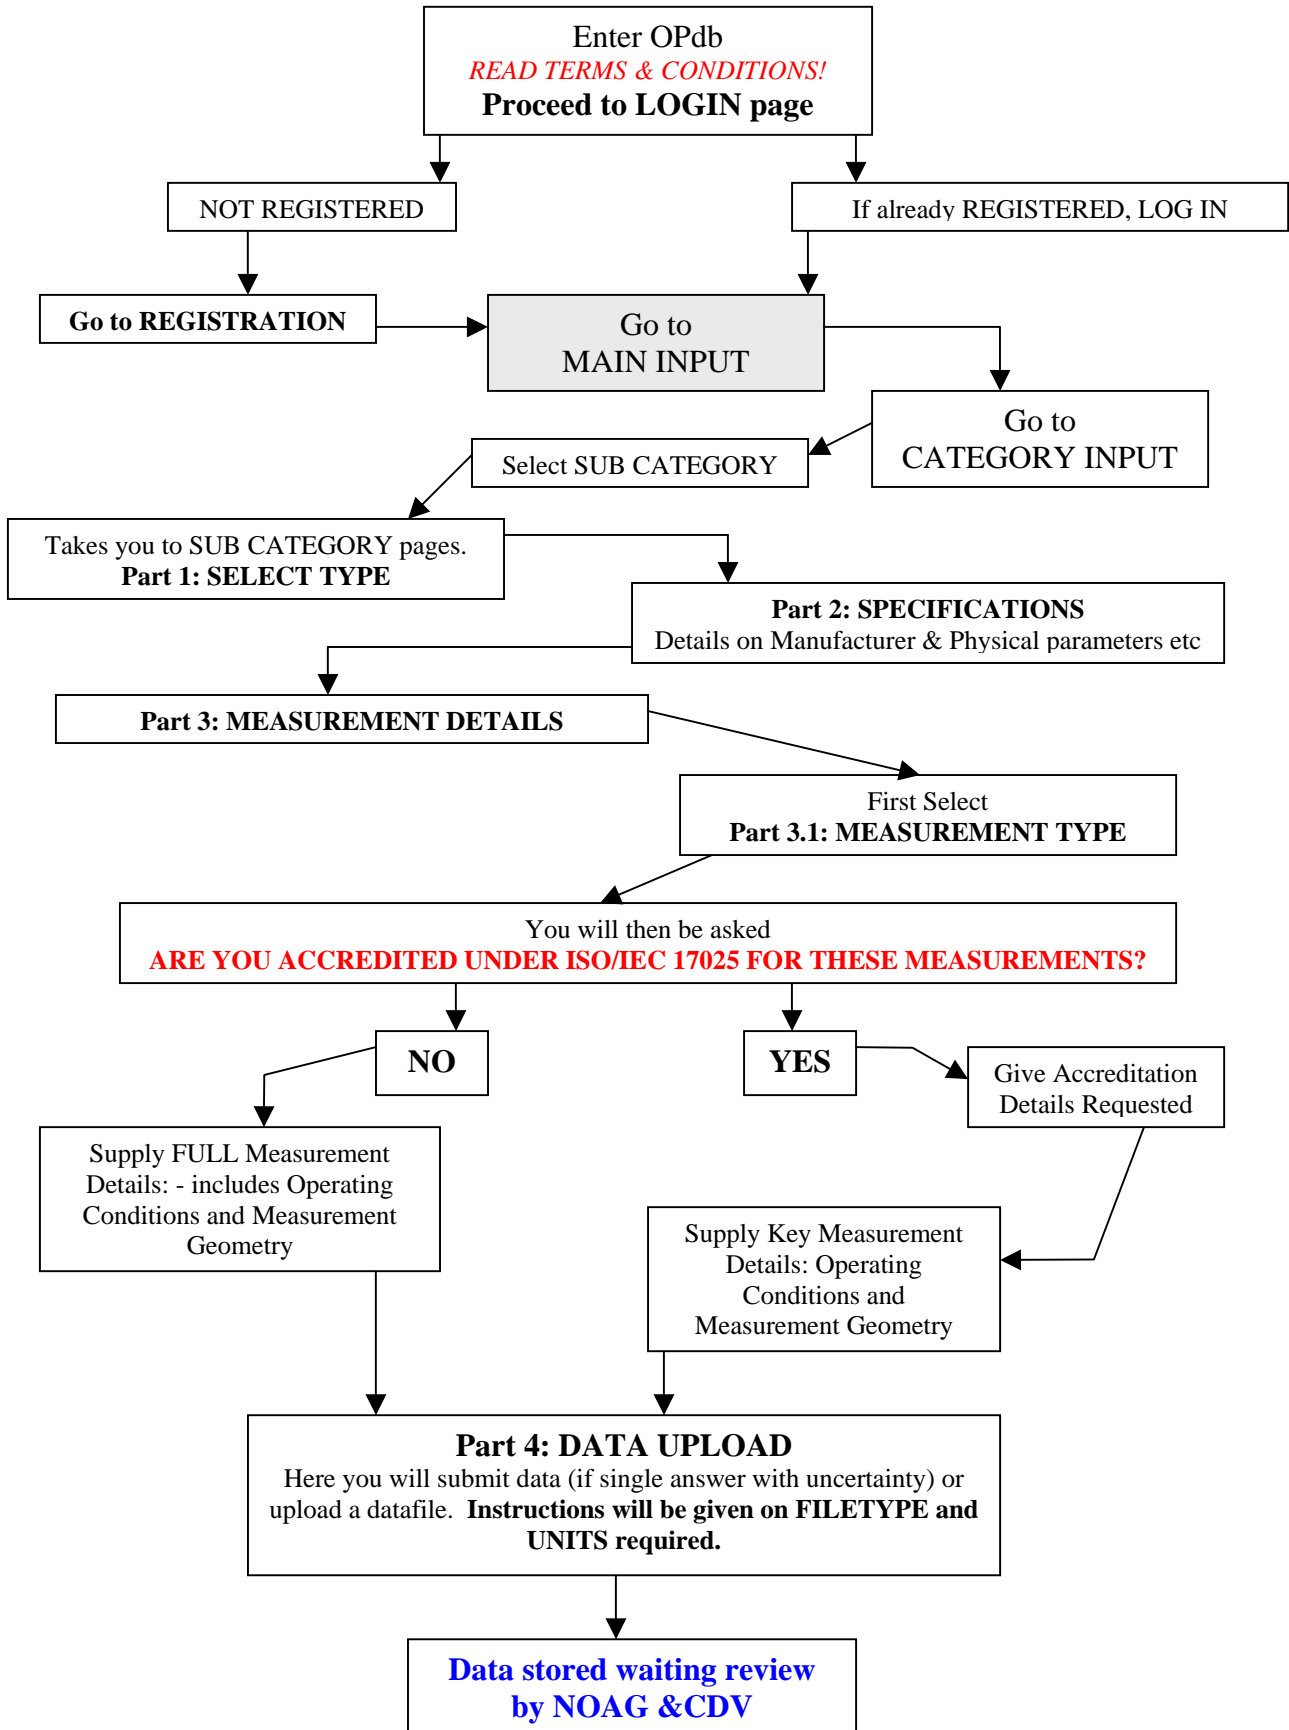 Enter OPdb
READ TERMS & CONDITIONS!
Proceed to LOGIN page
NOT REGISTERED
If already REGISTERED, LOG IN
Go to REGISTRATION
Go to
MAIN INPUT
Go to
CATEGORY INPUT
Select SUB CATEGORY
Takes you to SUB CATEGORY pages.
Part 1: SELECT TYPE
Part 2: SPECIFICATIONS
Details on Manufacturer & Physical parameters etc
Part 3: MEASUREMENT DETAILS
First Select
Part 3.1: MEASUREMENT TYPE
You will then be asked
ARE YOU ACCREDITED UNDER ISO/IEC 17025 FOR THESE MEASUREMENTS?
NO
YES
Give Accreditation
Details Requested
Supply FULL Measurement
Details: - includes Operating
Conditions and Measurement
Geometry
Supply Key Measurement
Details: Operating
Conditions and
Measurement Geometry
Part 4: DATA UPLOAD
Here you will submit data (if single answer with uncertainty) or
upload a datafile.  Instructions will be given on FILETYPE and
UNITS required.
Data stored waiting review
by NOAG &CDV